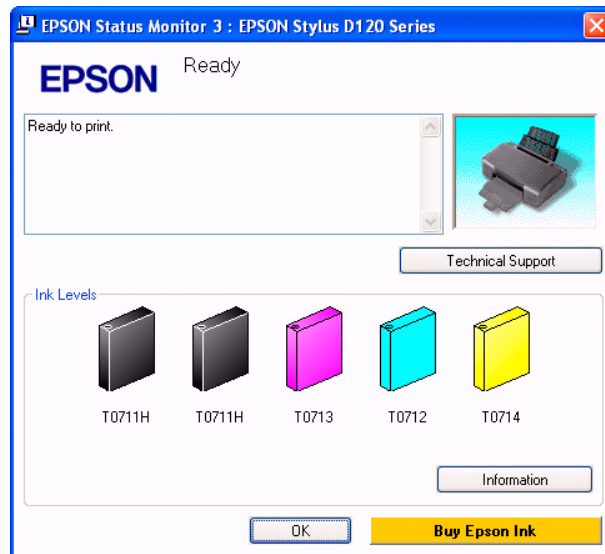 EPSON Status Monitor 3 : EPSON Stylus D120 Series
EPSON
Ready
Ready to print.
Technical Support
Ink Levels
T0711H T0711H T0713 T0712 T0714
Information
OK
Buy Epson Ink